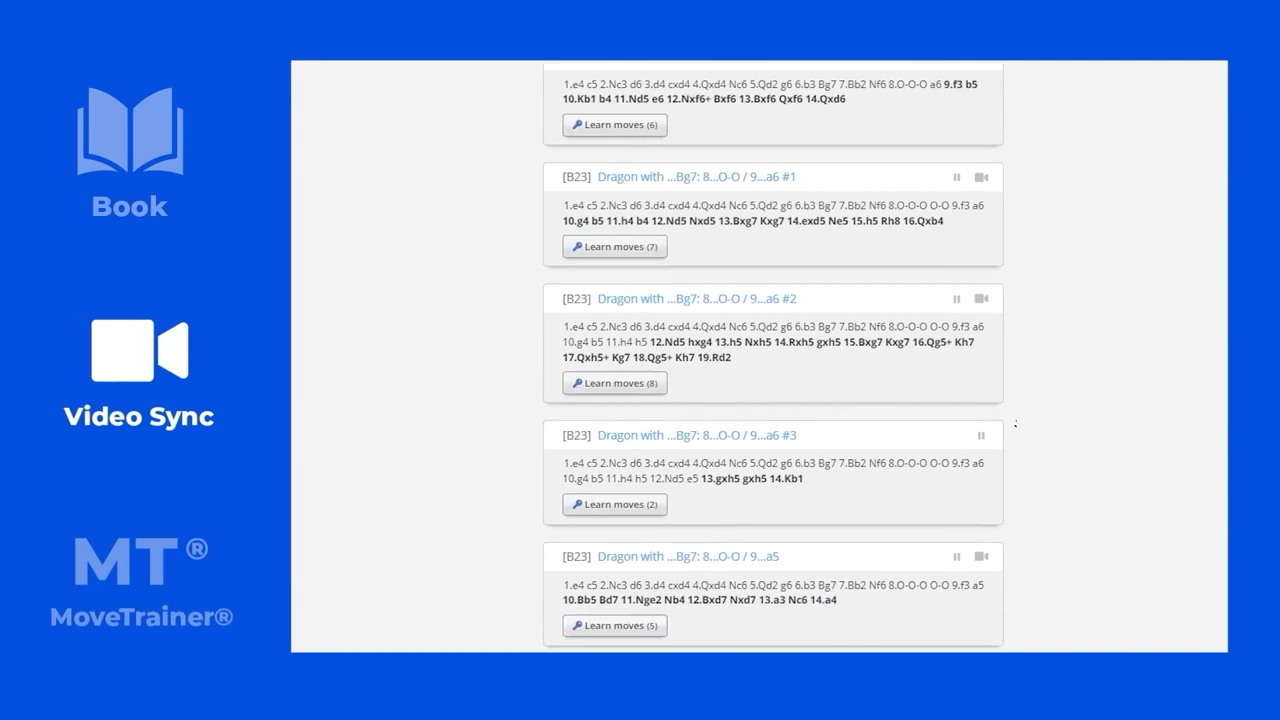 Book
Video Sync
MT®
MoveTrainer®
1.e4 c5 2.Nc3 d6 3.d4 cxd4 4.Qxd4 Nc6 5.Qd2 g6 6.b3 Bg7 7.Bb2 Nf6 8.O-O-O a6 9.f3 b5
10.Kb1 b4 11.Nd5 e6 12.Nxf6+ Bxf6 13.Bxf6 Qxf6 14.Qxd6
Learn moves (6)
[B23] Dragon with ...Bg7: 8...O-O / 9...a6 #1
1.e4 c5 2.Nc3 d6 3.d4 cxd4 4.Qxd4 Nc6 5.Qd2 g6 6.b3 Bg7 7.Bb2 Nf6 8.O-O-O O-O 9.f3 a6
10.g4 b5 11.h4 b4 12.Nd5 Nxd5 13.Bxg7 Kxg7 14.exd5 Ne5 15.h5 Rh8 16.Qxb4
Learn moves (7)
[B23] Dragon with ...Bg7: 8...O-O / 9...a6 #2
1.e4 c5 2.Nc3 d6 3.d4 cxd4 4.Qxd4 Nc6 5.Qd2 g6 6.b3 Bg7 7.Bb2 Nf6 8.O-O-O O-O 9.f3 a6
10.g4 b5 11.h4 h5 12.Nd5 hxg4 13.h5 Nxh5 14.Rxh5 gxh5 15.Bxg7 Kxg7 16.Qg5+ Kh7
17.Qxh5+ Kg7 18.Qg5+ Kh7 19.Rd2
Learn moves (8)
[B23] Dragon with ...Bg7: 8...O-O / 9...a6 #3
1.e4 c5 2.Nc3 d6 3.d4 cxd4 4.Qxd4 Nc6 5.Qd2 g6 6.b3 Bg7 7.Bb2 Nf6 8.O-O-O O-O 9.f3 a6
10.g4 b5 11.h4 h5 12.Nd5 e5 13.gxh5 gxh5 14.Kb1
Learn moves (2)
[B23] Dragon with ...Bg7: 8...O-O / 9...a5
1.e4 c5 2.Nc3 d6 3.d4 cxd4 4.Qxd4 Nc6 5.Qd2 g6 6.b3 Bg7 7.Bb2 Nf6 8.O-O-O O-O 9.f3 a5
10.Bb5 Bd7 11.Nge2 Nb4 12.Bxd7 Nxd7 13.a3 Nc6 14.a4
Learn moves (5)